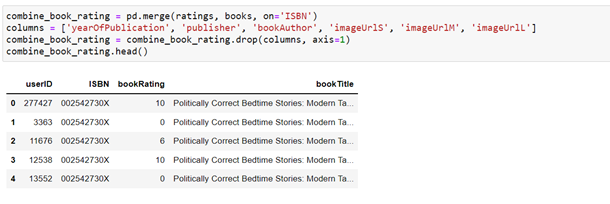 combine_book_rating = pd.merge(ratings, books, on='ISBN')
columns = ['yearOfPublication', 'publisher', 'bookAuthor', 'imageUrlS', 'imageUrlM', 'imageUrlL']
combine_book_rating = combine_book_rating.drop(columns, axis=1)
combine_book_rating.head()
userID ISBN bookRating bookTitle
0 277427 002542730X 10 Politically Correct Bedtime Stories: Modern Ta...
1 3363 002542730X 0 Politically Correct Bedtime Stories: Modern Ta...
2 11676 002542730X 6 Politically Correct Bedtime Stories: Modern Ta...
3 12538 002542730X 10 Politically Correct Bedtime Stories: Modern Ta...
4 13552 002542730X 0 Politically Correct Bedtime Stories: Modern Ta...